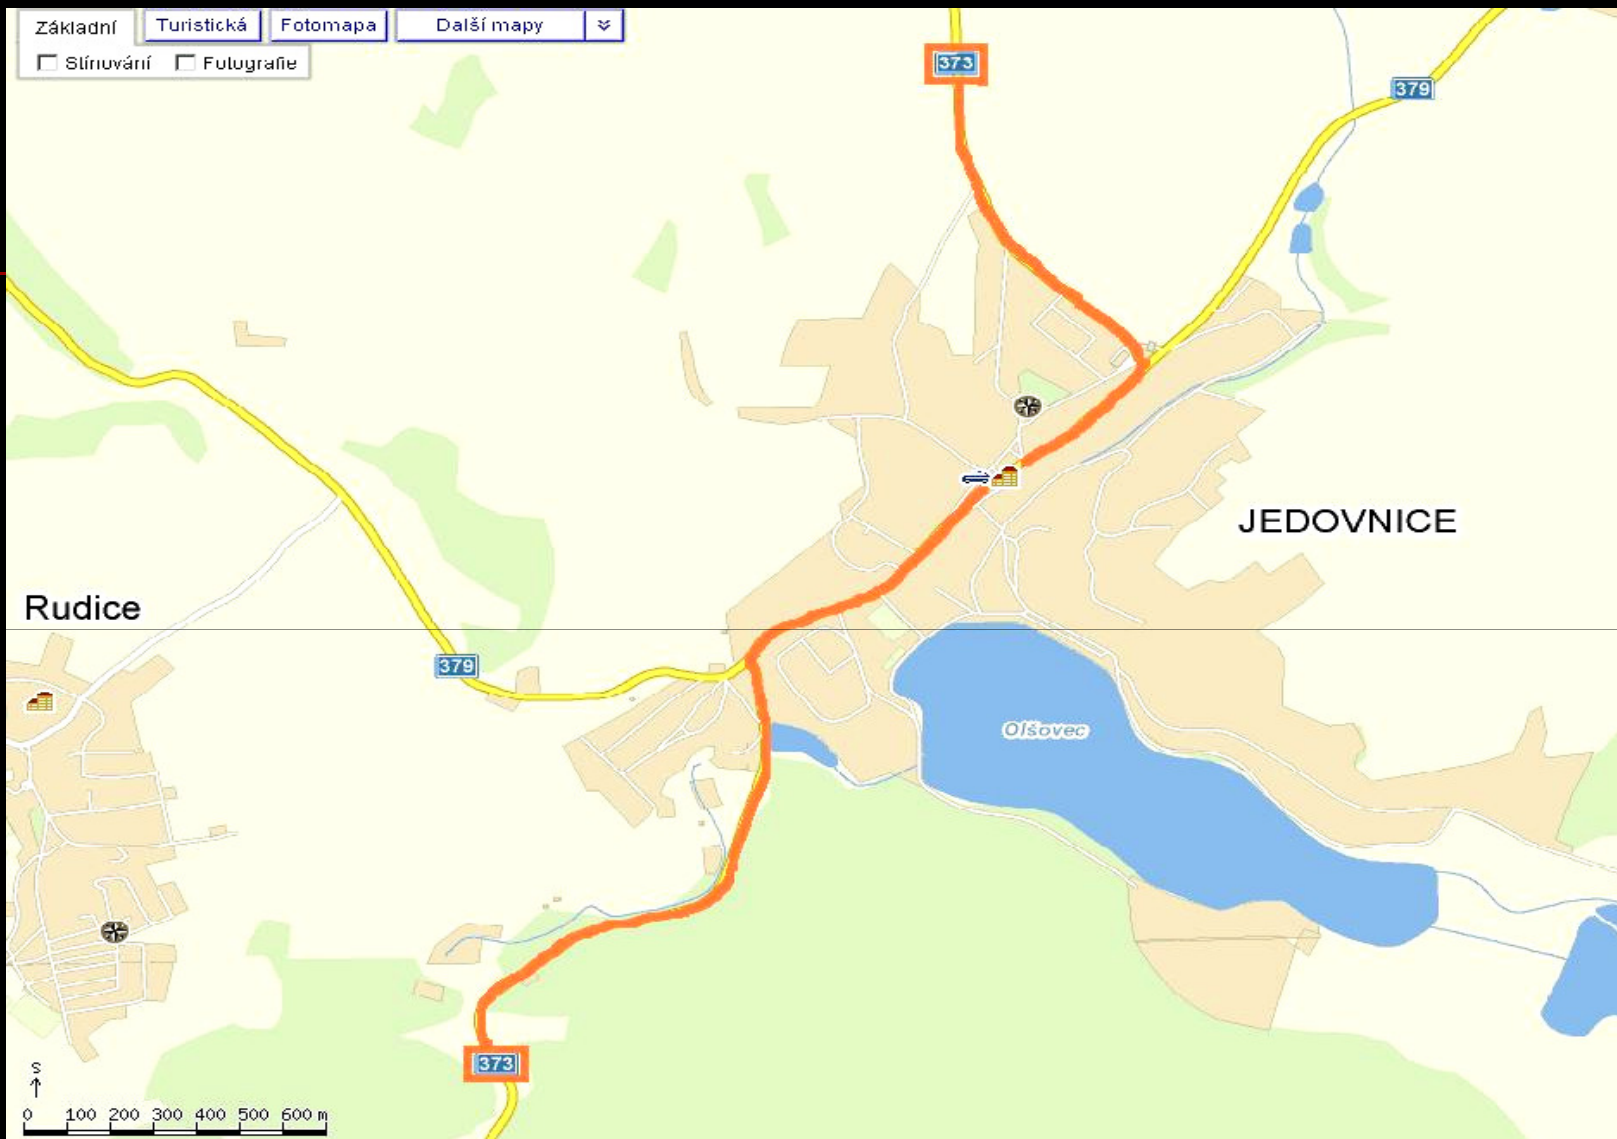 Základní
Turistická
Fotomapa
Další mapy
Stínování
Fotografie
373
379
JEDOVNICE
Rudice
379
Olšovec
373
S
0 100 200 300 400 500 600 m